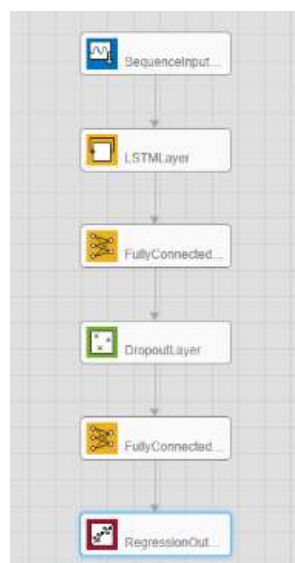 SequenceInput...
LSTMLayer
FullyConnected...
DropoutLayer
FullyConnected...
RegressionOut...